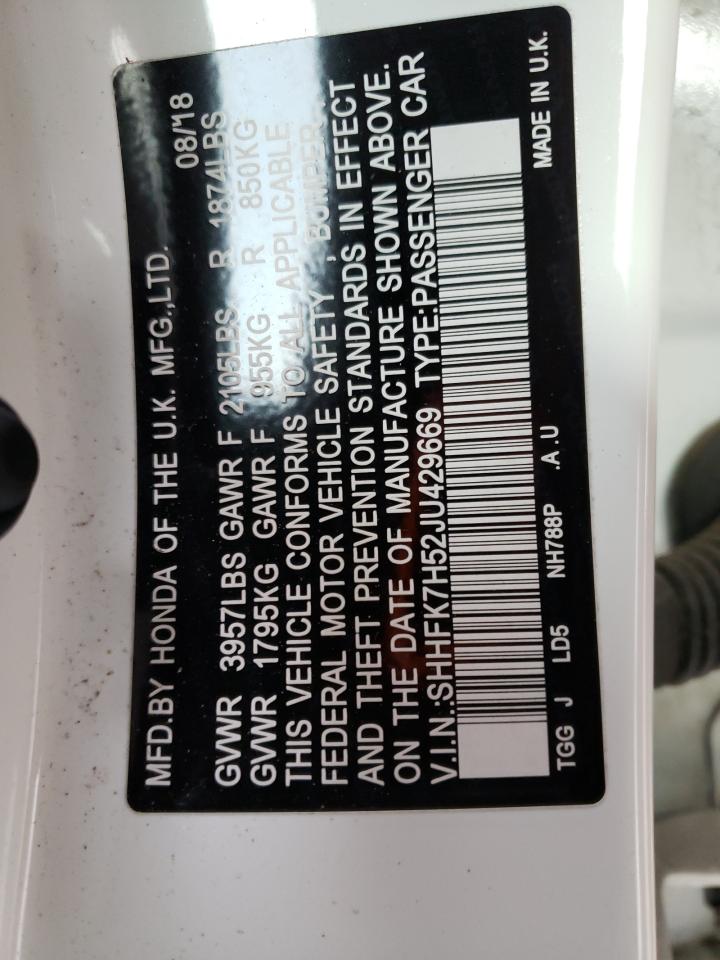 MFD.BY HONDA OF THE U.K. MFG.,LTD. 08/18
GVWR 3957LBS GAWR F 2105LBS R 1874LBS
GVWR 1795KG GAWR F 955KG R 850KG
THIS VEHICLE CONFORMS TO ALL APPLICABLE
FEDERAL MOTOR VEHICLE SAFETY , BUMPER,
AND THEFT PREVENTION STANDARDS IN EFFECT
ON THE DATE OF MANUFACTURE SHOWN ABOVE.
V.I.N.:SHHFK7H52JU429669 TYPE:PASSENGER CAR
TGG J LD5 NH788P .A.U MADE IN U.K.